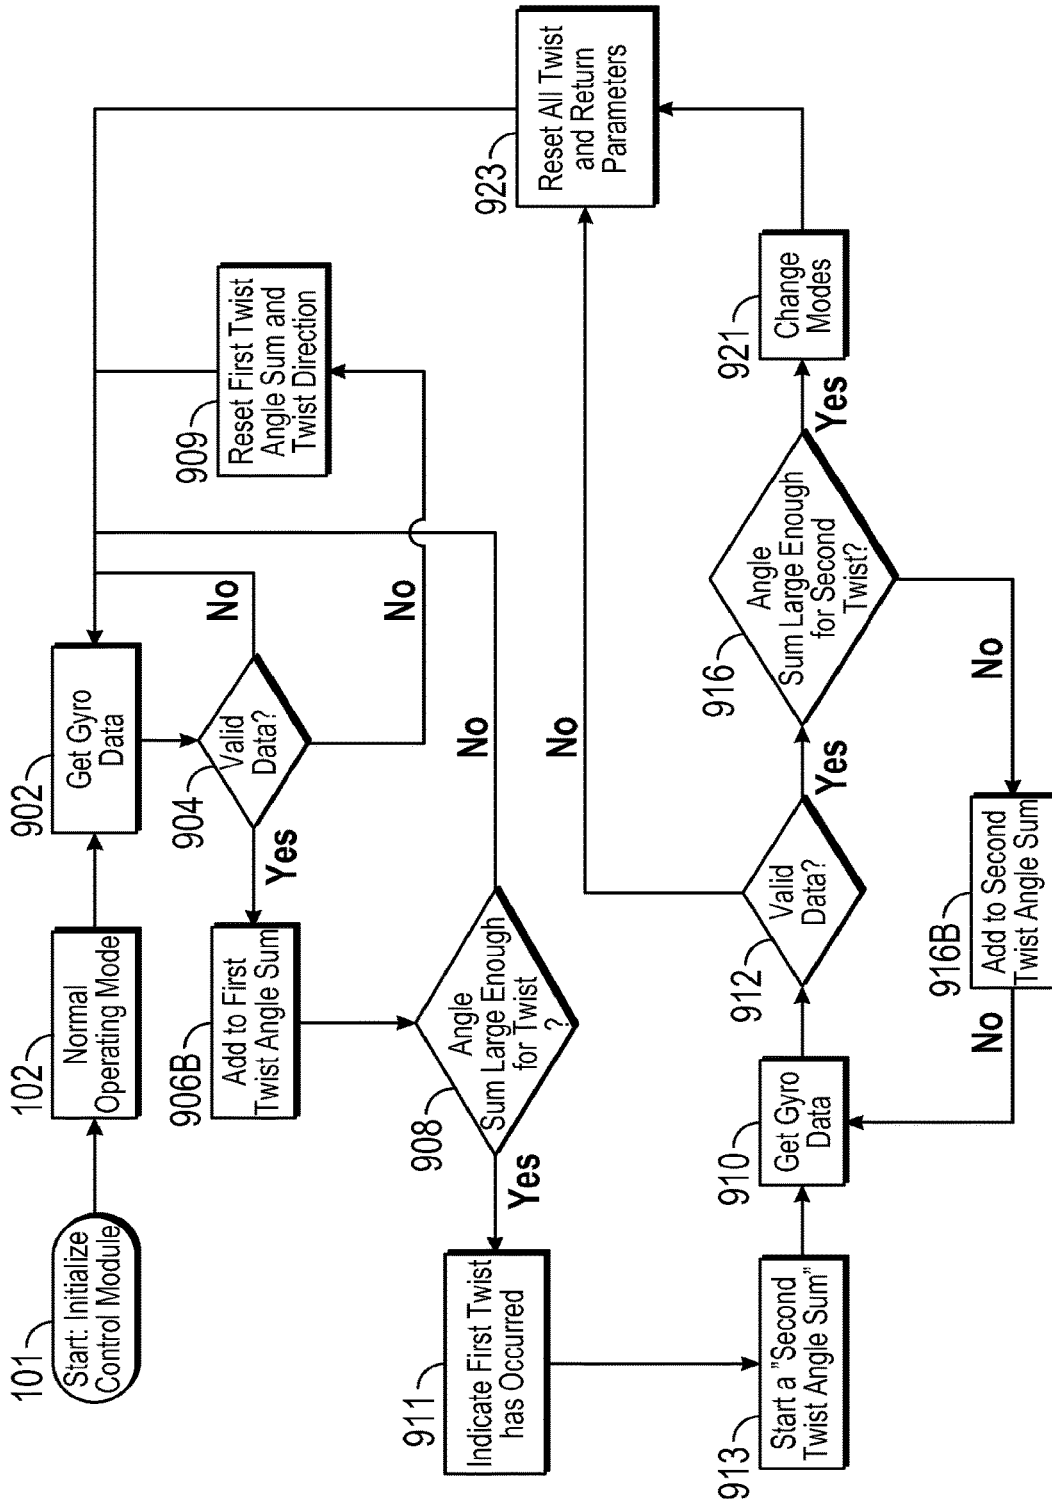 101
Start: Initialize
Control Module
102
Normal
Operating Mode
902
Get Gyro
Data
904
Valid
Data?
No
No
Yes
906B
Add to First
Twist Angle Sum
909
Reset First Twist
Angle Sum and
Twist Direction
908
Angle
Sum Large Enough
for Twist
?
No
Yes
911
Indicate First Twist
has Occurred
913
Start a "Second
Twist Angle Sum"
910
Get Gyro
Data
912
Valid
Data?
No
Yes
916
Angle
Sum Large Enough
for Second
Twist?
Yes
No
916B
Add to Second
Twist Angle Sum
No
921
Change
Modes
923
Reset All Twist
and Return
Parameters